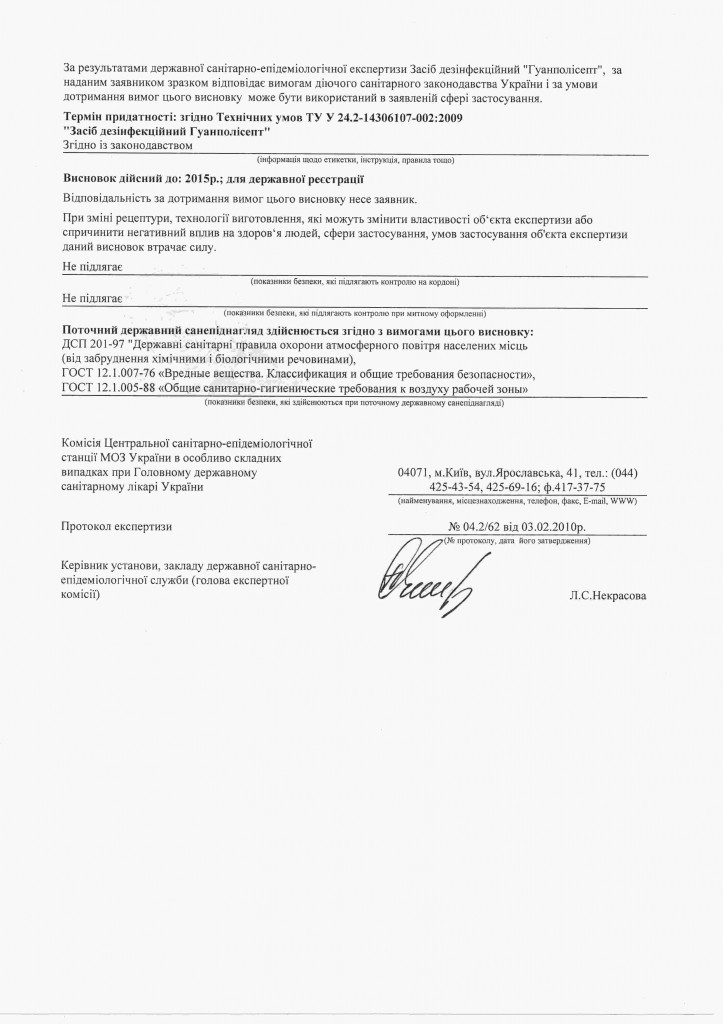 За результатами державної санітарно-епідеміологічної експертизи Засіб дезінфекційний "Гуанполісепт", за
наданим заявником зразком відповідає вимогам діючого санітарного законодавства України і за умови
дотримання вимог цього висновку може бути використаний в заявленій сфері застосування.
Термін придатності: згідно Технічних умов ТУ У 24.2-14306107-002:2009
"Засіб дезінфекційний Гуанполісепт"
Згідно із законодавством
(інформація щодо етикетки, інструкція, правила тощо)
Висновок дійсний до: 2015р.; для державної реєстрації
Відповідальність за дотримання вимог цього висновку несе заявник.
При зміні рецептури, технології виготовлення, які можуть змінити властивості об‘єкта експертизи або
спричинити негативний вплив на здоров‘я людей, сфери застосування, умов застосування об'єкта експертизи
даний висновок втрачає силу.
Не підлягає
(показники безпеки, які підлягають контролю на кордоні)
Не підлягає
(показники безпеки, які підлягають контролю при митному оформленні)
Поточний державний санепіднагляд здійснюється згідно з вимогами цього висновку:
ДСП 201-97 "Державні санітарні правила охорони атмосферного повітря населених місць
(від забруднення хімічними і біологічними речовинами),
ГОСТ 12.1.007-76 «Вредные вещества. Классификация и общие требования безопасности»,
ГОСТ 12.1.005-88 «Общие санитарно-гигиенические требования к воздуху рабочей зоны»
(показники безпеки, які здійснюються при поточному державному санепіднагляді)
Комісія Центральної санітарно-епідеміологічної
станції МОЗ України в особливо складних
випадках при Головному державному
санітарному лікарі України
04071, м.Київ, вул.Ярославська, 41, тел.: (044)
425-43-54, 425-69-16; ф.417-37-75
(найменування, місцезнаходження, телефон, факс, E-mail, WWW)
Протокол експертизи
№ 04.2/62 від 03.02.2010р.
(№ протоколу, дата його затвердження)
Керівник установи, закладу державної санітарно-
епідеміологічної служби (голова експертної
комісії)
Л.С.Некрасова